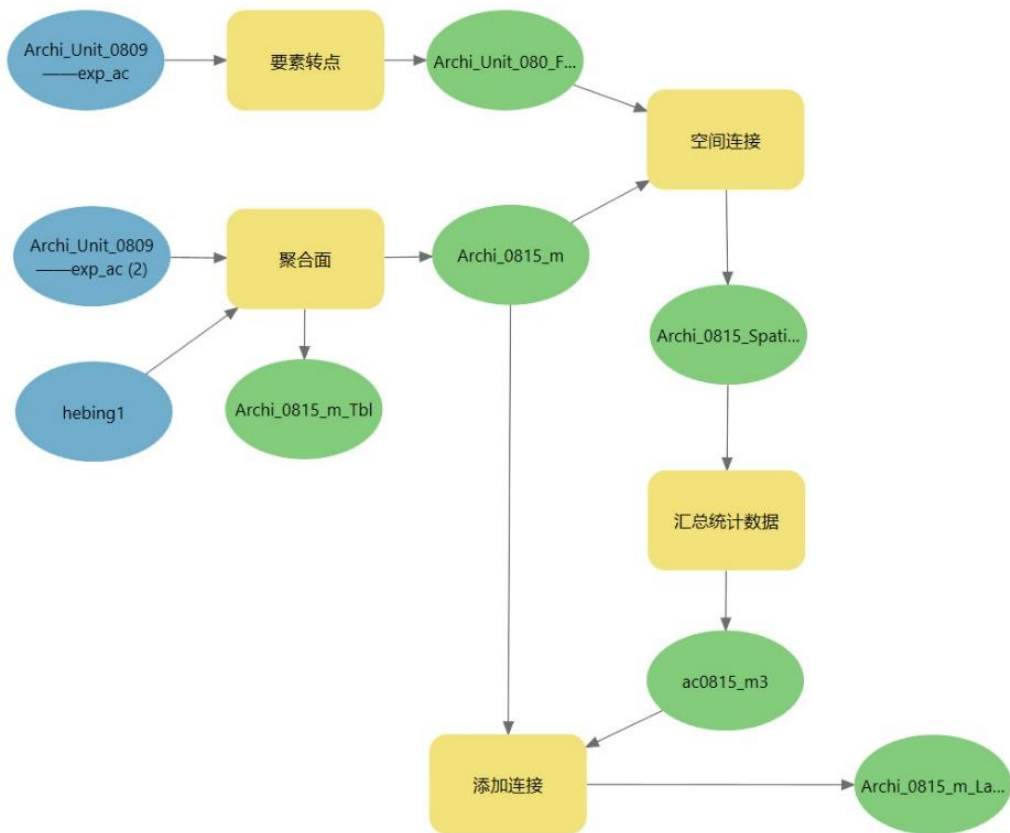 Archi_Unit_0809
——exp_ac
要素转点
Archi_Unit_080_F...
空间连接
Archi_Unit_0809
——exp_ac (2)
聚合面
Archi_0815_m
Archi_0815_Spati...
hebing1
Archi_0815_m_Tbl
汇总统计数据
ac0815_m3
添加连接
Archi_0815_m_La...